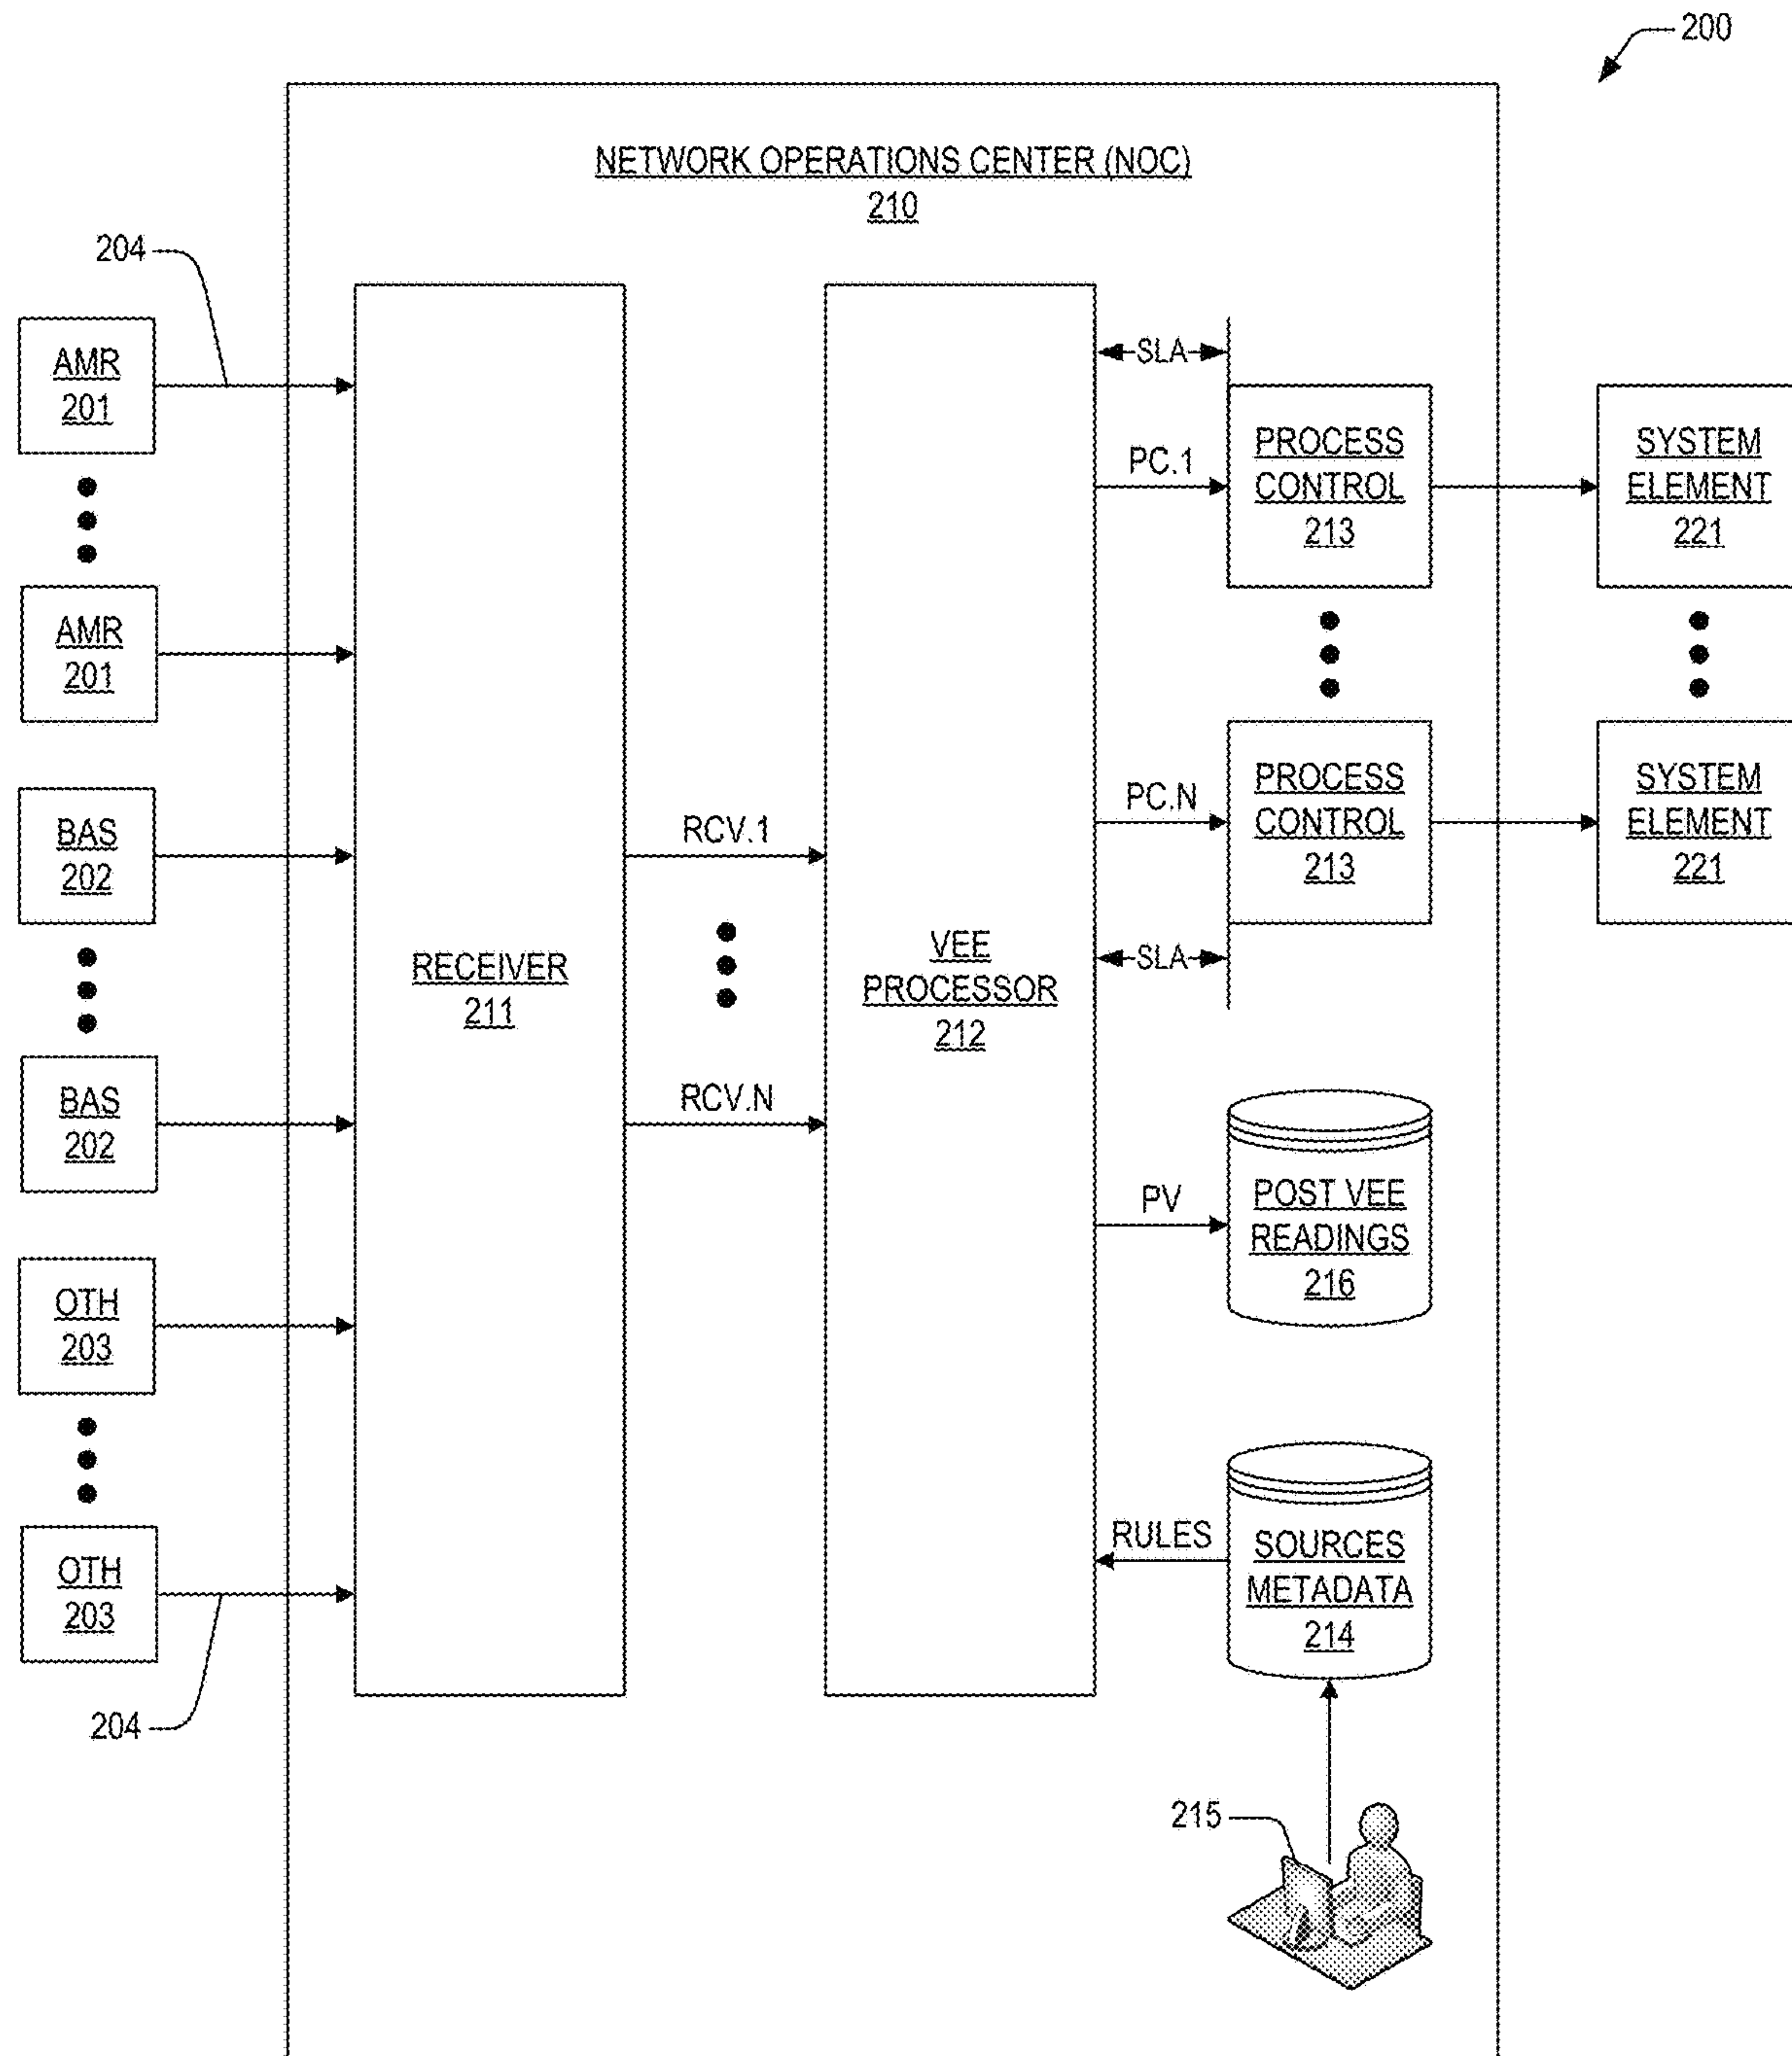 200
NETWORK OPERATIONS CENTER (NOC)
210
204
AMR
201
AMR
201
BAS
202
BAS
202
OTH
203
OTH
203
204
RECEIVER
211
RCV.1
RCV.N
VEE
PROCESSOR
212
SLA
PC.1
PROCESS
CONTROL
213
SYSTEM
ELEMENT
221
PC.N
PROCESS
CONTROL
213
SYSTEM
ELEMENT
221
SLA
PV
POST VEE
READINGS
216
RULES
SOURCES
METADATA
214
215